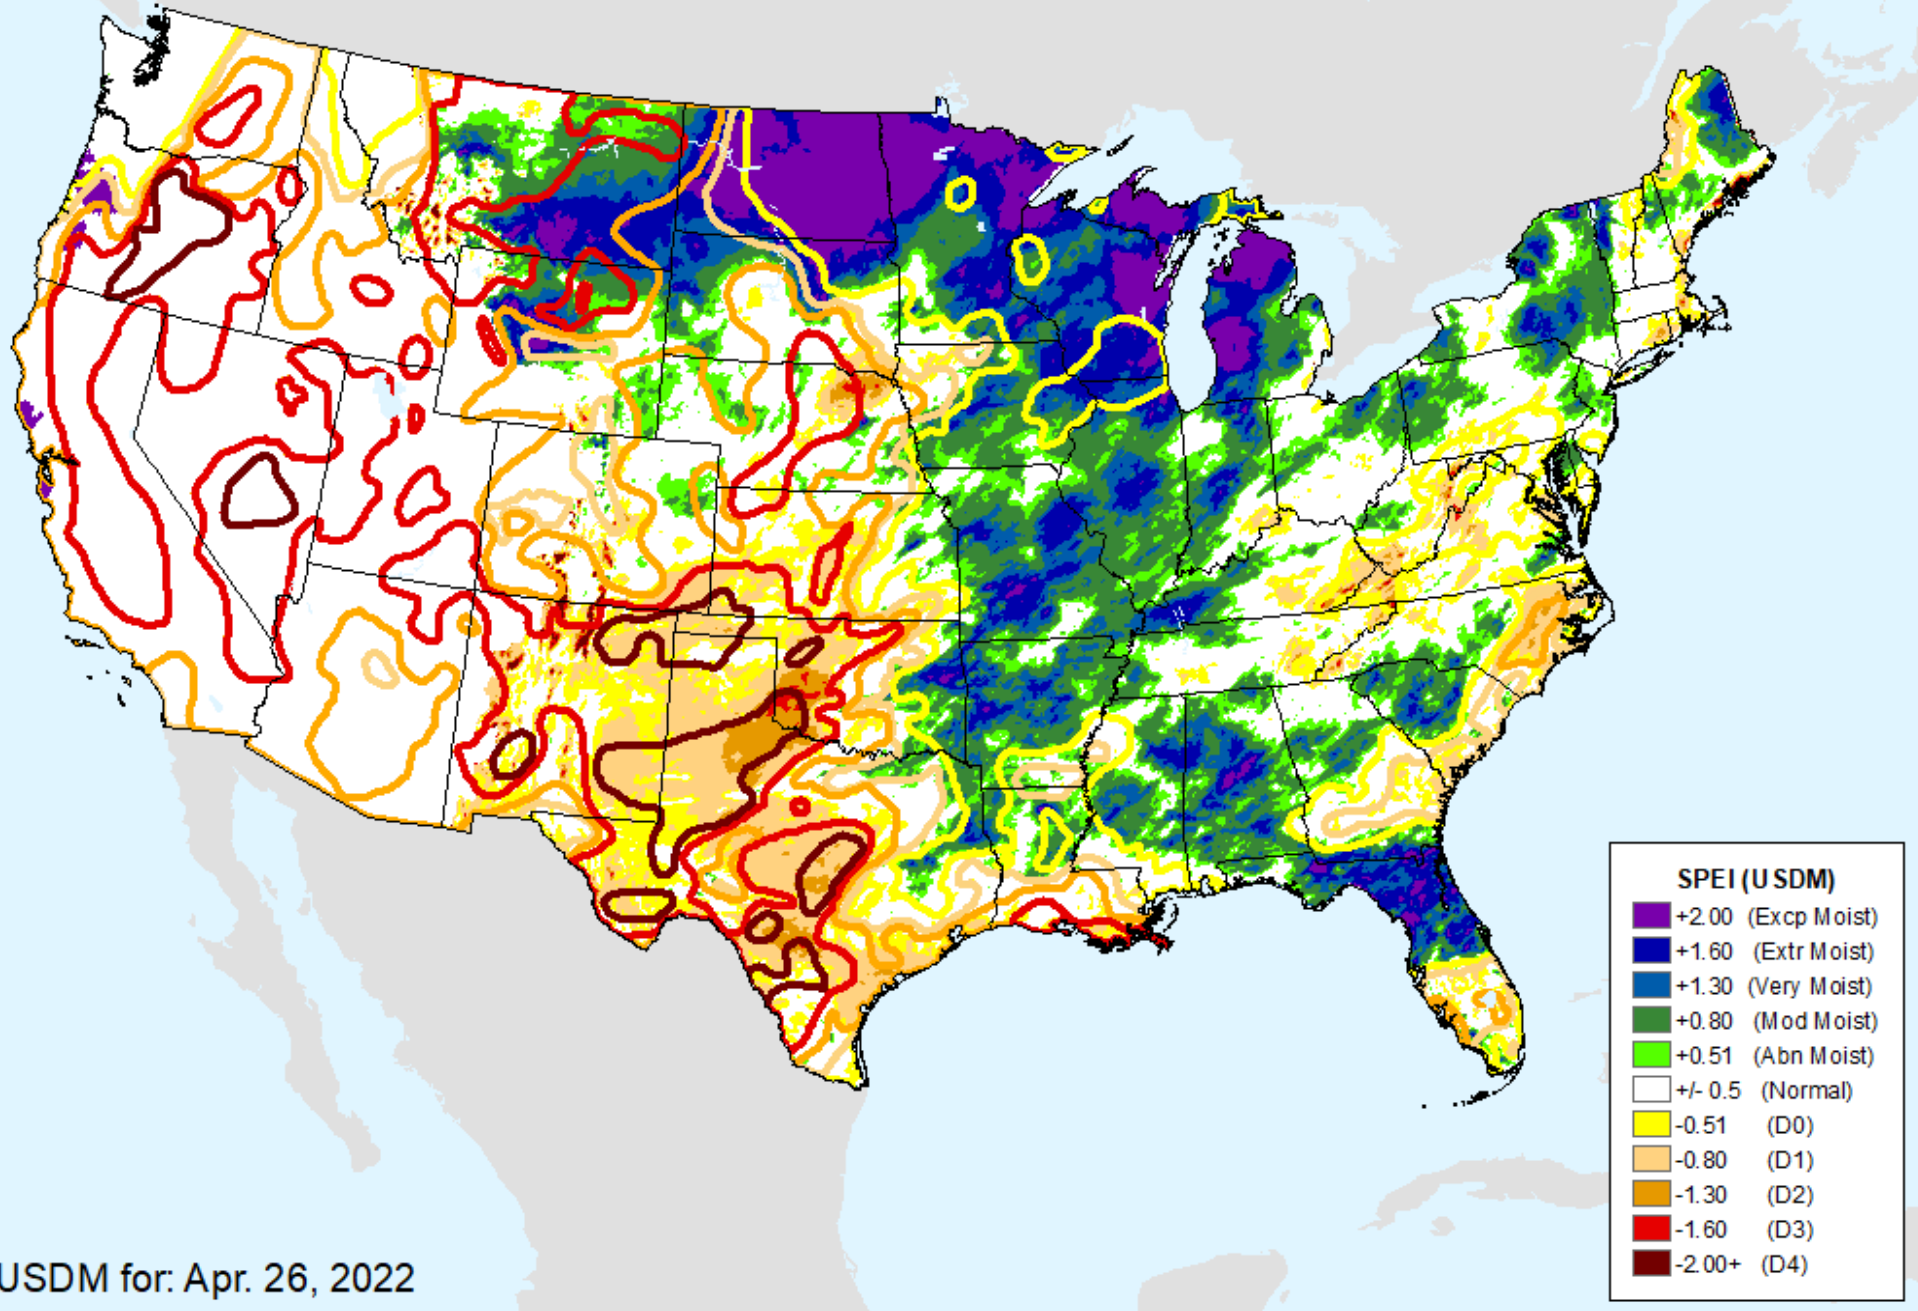 SPEI (USDM)
+2.00 (Excp Moist)
+1.60 (Extr Moist)
+1.30 (Very Moist)
+0.80 (Mod Moist)
+0.51 (Abn Moist)
+/- 0.5 (Normal)
-0.51 (D0)
-0.80 (D1)
-1.30 (D2)
-1.60 (D3)
-2.00+ (D4)
USDM for: Apr. 26, 2022